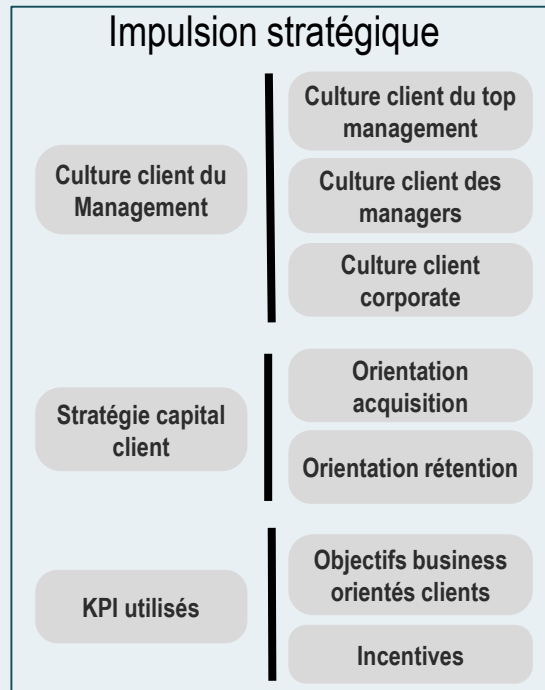 Impulsion stratégique
Culture client du
Management
Culture client du top
management
Culture client des
managers
Culture client
corporate
Stratégie capital
client
Orientation
acquisition
Orientation rétention
KPI utilisés
Objectifs business
orientés clients
Incentives